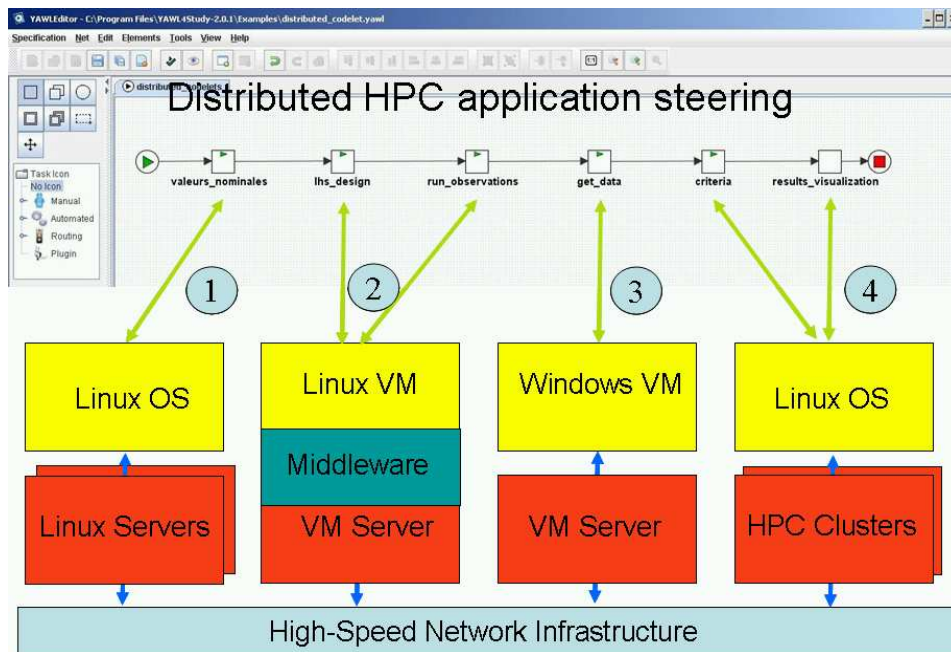 YAWLEditor - C:\Program Files\YAWL4Study-2.0.1\Examples\distributed_codelet.yawl
Specification Net Edit Elements Tools View Help
distributed_codelets
Distributed HPC application steering
Task Icon
No Icon
Manual
Automated
Routing
Plugin
valeurs_nominales lhs_design run_observations get_data criteria results_visualization
1 2 3 4
Linux OS Linux VM Windows VM Linux OS
Middleware
Linux Servers VM Server VM Server HPC Clusters
High-Speed Network Infrastructure